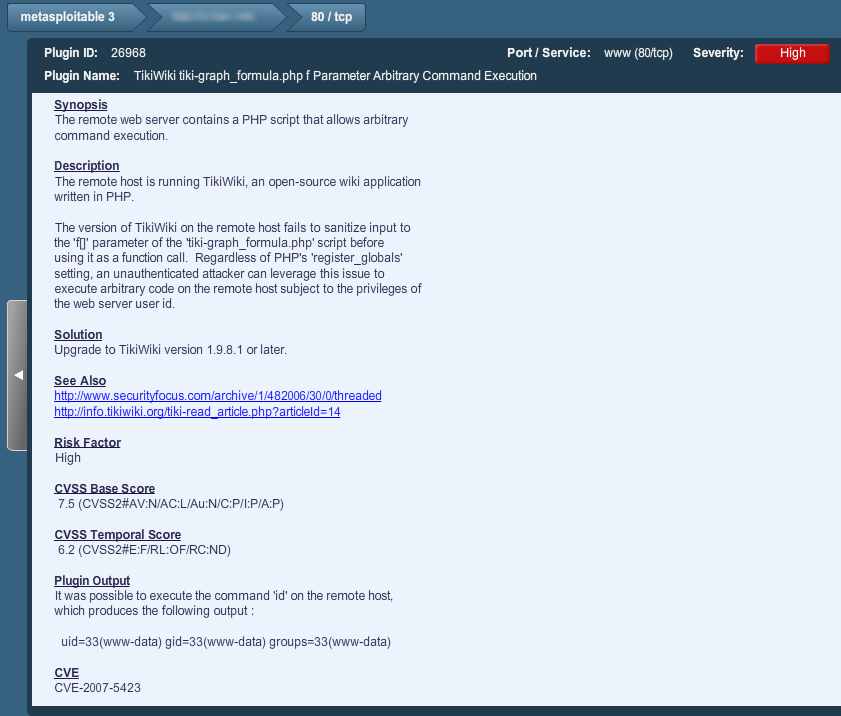 metasploitable 3
80 / tcp
Plugin ID: 26968
Port / Service: www (80/tcp)
Severity: High
Plugin Name: TikiWiki tiki-graph_formula.php f Parameter Arbitrary Command Execution
Synopsis
The remote web server contains a PHP script that allows arbitrary
command execution.
Description
The remote host is running TikiWiki, an open-source wiki application
written in PHP.
The version of TikiWiki on the remote host fails to sanitize input to
the 'f[]' parameter of the 'tiki-graph_formula.php' script before
using it as a function call.  Regardless of PHP's 'register_globals'
setting, an unauthenticated attacker can leverage this issue to
execute arbitrary code on the remote host subject to the privileges of
the web server user id.
Solution
Upgrade to TikiWiki version 1.9.8.1 or later.
See Also
http://www.securityfocus.com/archive/1/482006/30/0/threaded
http://info.tikiwiki.org/tiki-read_article.php?articleId=14
Risk Factor
High
CVSS Base Score
7.5 (CVSS2#AV:N/AC:L/Au:N/C:P/I:P/A:P)
CVSS Temporal Score
6.2 (CVSS2#E:F/RL:OF/RC:ND)
Plugin Output
It was possible to execute the command 'id' on the remote host,
which produces the following output :
uid=33(www-data) gid=33(www-data) groups=33(www-data)
CVE
CVE-2007-5423